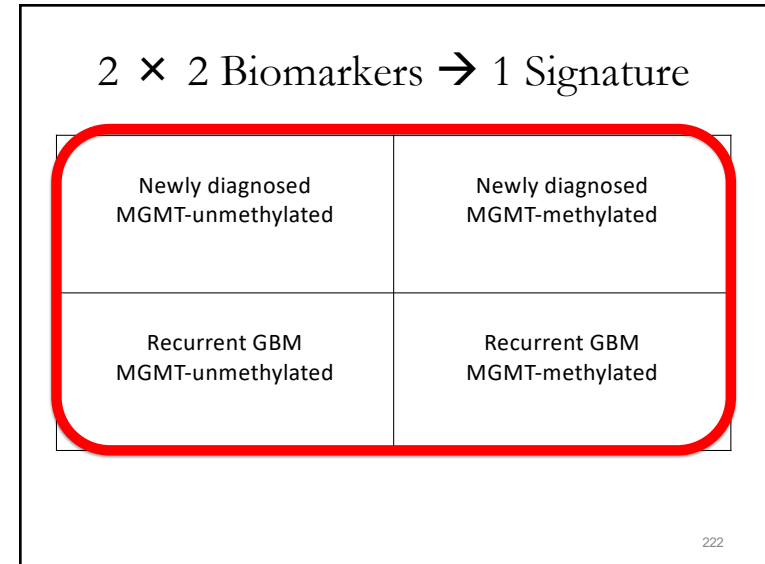 2 × 2 Biomarkers → 1 Signature
Newly diagnosed
MGMT-unmethylated
Newly diagnosed
MGMT-methylated
Recurrent GBM
MGMT-unmethylated
Recurrent GBM
MGMT-methylated
222